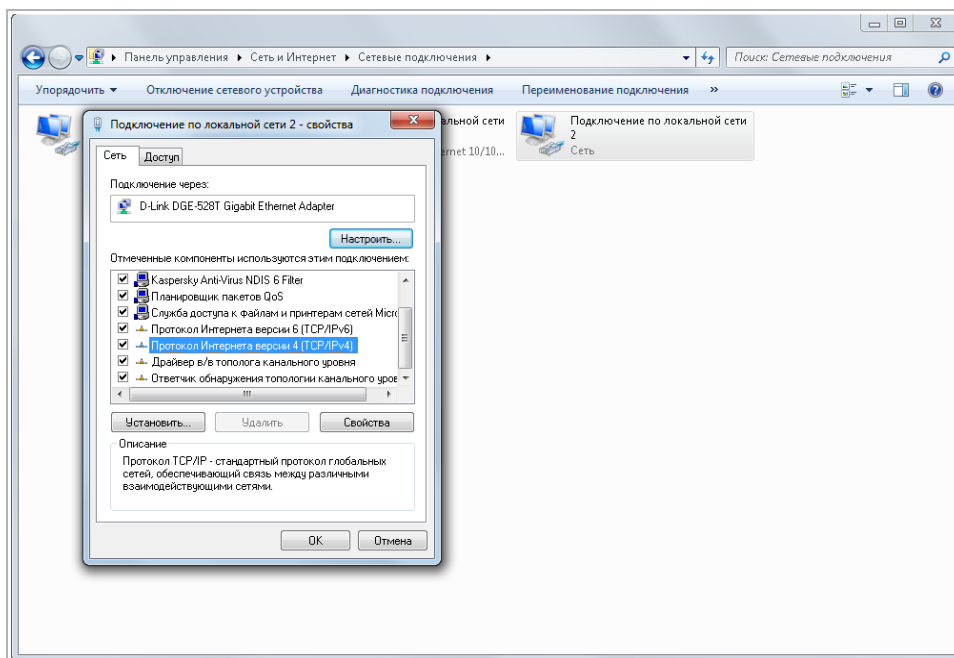 Панель управления Сеть и Интернет Сетевые подключения
Поиск: Сетевые подключения
Упорядочить Отключение сетевого устройства Диагностика подключения Переименование подключения »
Подключение по локальной сети 2 - свойства
Сеть Доступ
Подключение через:
D-Link DGE-528T Gigabit Ethernet Adapter
Настроить...
Отмеченные компоненты используются этим подключением:
Kaspersky Anti-Virus NDIS 6 Filter
Планировщик пакетов QoS
Служба доступа к файлам и принтерам сетей Micro
Протокол Интернета версии 6 (TCP/IPv6)
Протокол Интернета версии 4 (TCP/IPv4)
Драйвер в/в тополога канального уровня
Ответчик обнаружения топологии канального уров
Установить... Удалить Свойства
Описание
Протокол TCP/IP - стандартный протокол глобальных
сетей, обеспечивающий связь между различными
взаимодействующими сетями.
OK Отмена
альной сети
ernet 10/10...
Подключение по локальной сети
2
Сеть